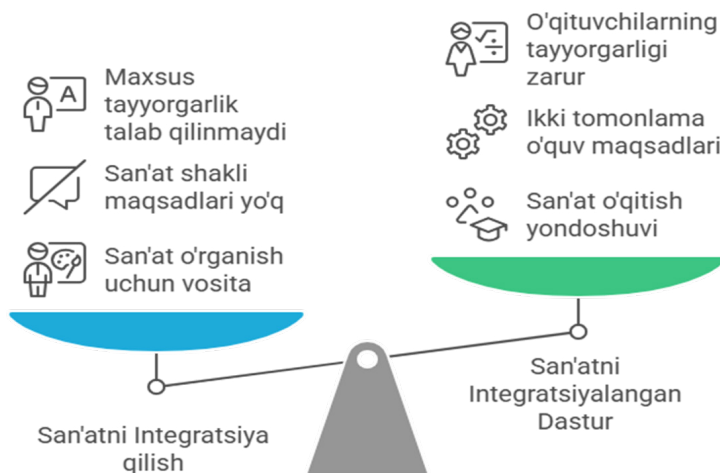 Maxsus
tayyorgarlik
talab qilinmaydi
San'at shakli
maqsadlari yo'q
San'at o'rganish
uchun vosita
San'atni Integratsiya
qilish
O'qituvchilarning
tayyorgarligi
zarur
Ikki tomonlama
o'quv maqsadlari
San'at o'qitish
yondoshuvi
San'atni
Integratsiyalangan
Dastur
A